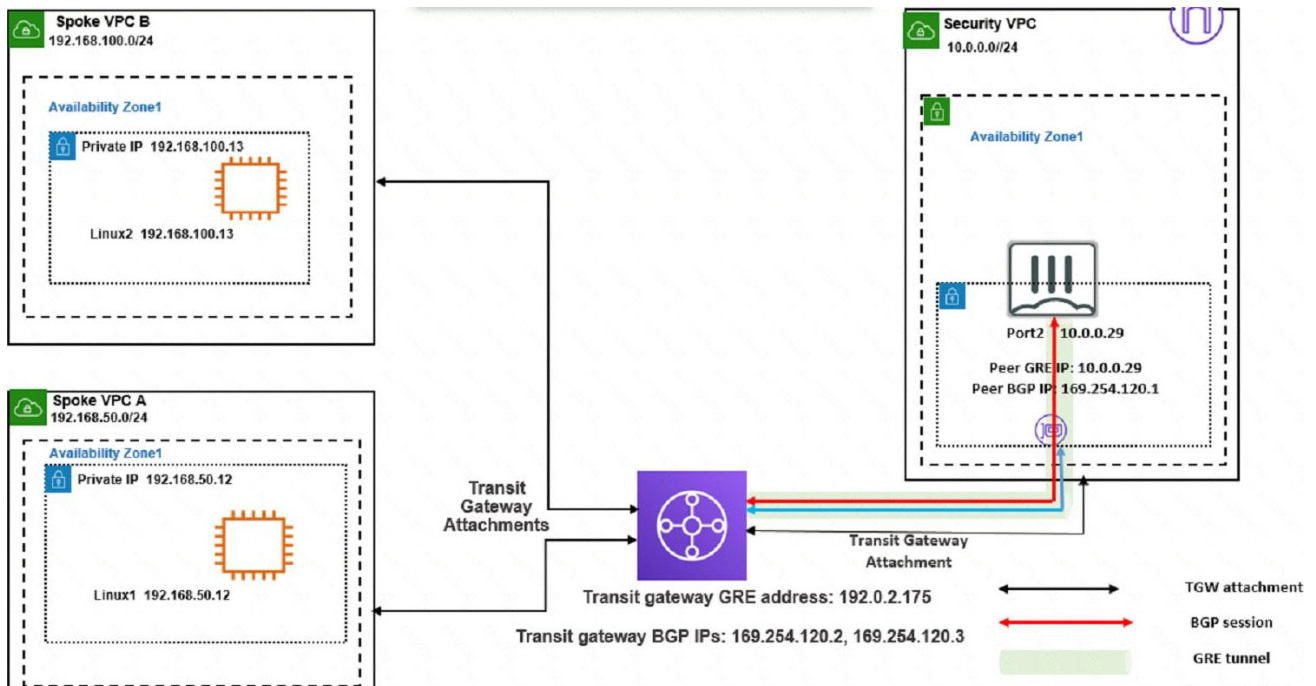 Spoke VPC B
192.168.100.0/24
Availability Zone1
Private IP 192.168.100.13
Linux2 192.168.100.13
Spoke VPC A
192.168.50.0/24
Availability Zone1
Private IP 192.168.50.12
Linux1 192.168.50.12
Transit
Gateway
Attachments
Security VPC
10.0.0.0//24
Availability Zone1
Port2 10.0.0.29
Peer GRE IP: 10.0.0.29
Peer BGP IP: 169.254.120.1
Transit Gateway
Attachment
Transit gateway GRE address: 192.0.2.175
Transit gateway BGP IPs: 169.254.120.2, 169.254.120.3
TGW attachment
BGP session
GRE tunnel